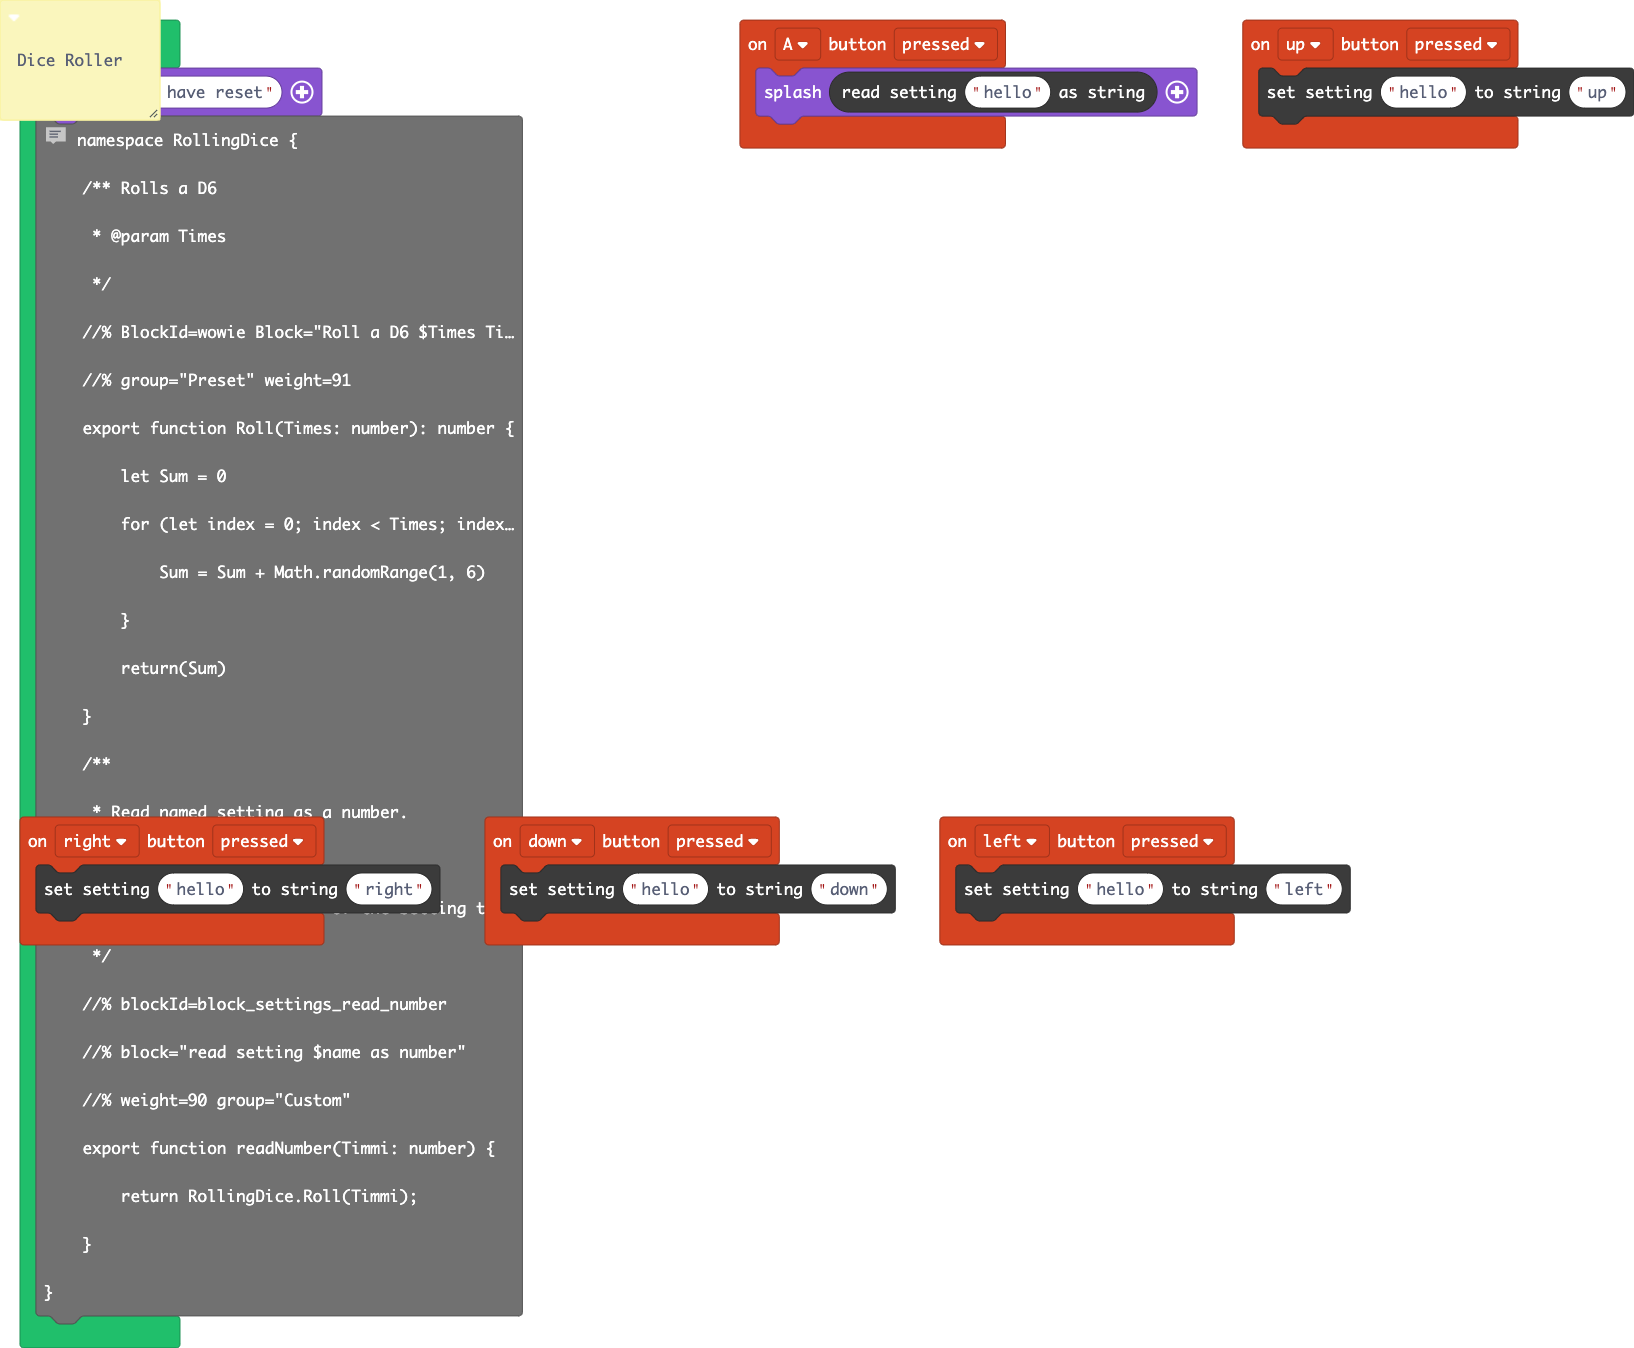 Dice Roller
have reset"
namespace RollingDice {
/** Rolls a D6
* @param Times
*/
//% BlockId=wowie Block="Roll a D6 $Times Ti…
//% group="Preset" weight=91
export function Roll(Times: number): number {
let Sum = 0
for (let index = 0; index < Times; index…
Sum = Sum + Math.randomRange(1, 6)
}
return(Sum)
}
/**
* Read named setting as a number.
setting t
*/
//% blockId=block_settings_read_number
//% block="read setting $name as number"
//% weight=90 group="Custom"
export function readNumber(Timmi: number) {
return RollingDice.Roll(Timmi);
}
}
on A button pressed
splash read setting "hello" as string
on up button pressed
set setting "hello" to string "up"
on right button pressed
set setting "hello" to string "right"
on down button pressed
set setting "hello" to string "down"
on left button pressed
set setting "hello" to string "left"